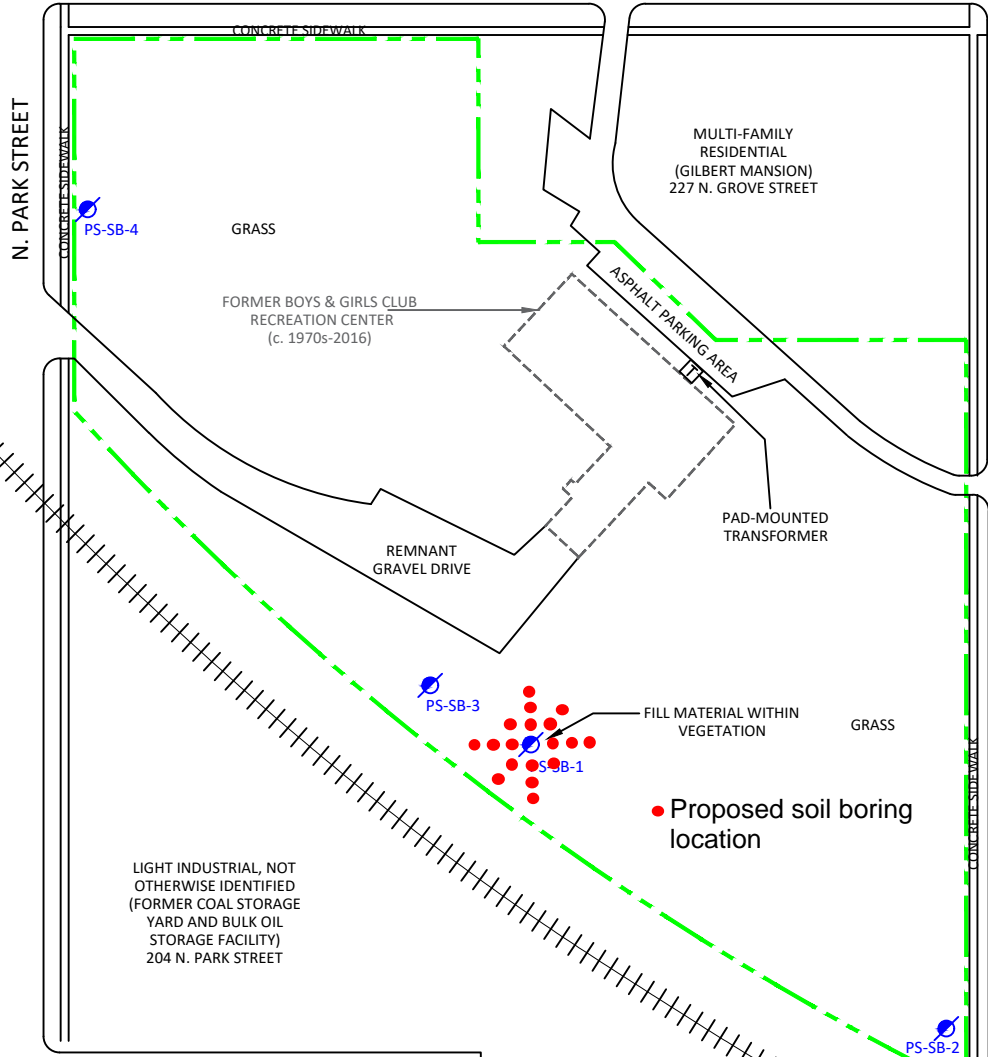 CONCRETE SIDEWALK
N. PARK STREET
CONCRETE SIDEWALK
MULTI-FAMILY
RESIDENTIAL
(GILBERT MANSION)
227 N. GROVE STREET
PS-SB-4
GRASS
FORMER BOYS & GIRLS CLUB
RECREATION CENTER
(c. 1970s-2016)
ASPHALT PARKING AREA
T
PAD-MOUNTED
TRANSFORMER
REMNANT
GRAVEL DRIVE
PS-SB-3
FILL MATERIAL WITHIN
VEGETATION
GRASS
S-SB-1
Proposed soil boring
location
CONCRETE SIDEWALK
LIGHT INDUSTRIAL, NOT
OTHERWISE IDENTIFIED
(FORMER COAL STORAGE
YARD AND BULK OIL
STORAGE FACILITY)
204 N. PARK STREET
PS-SB-2